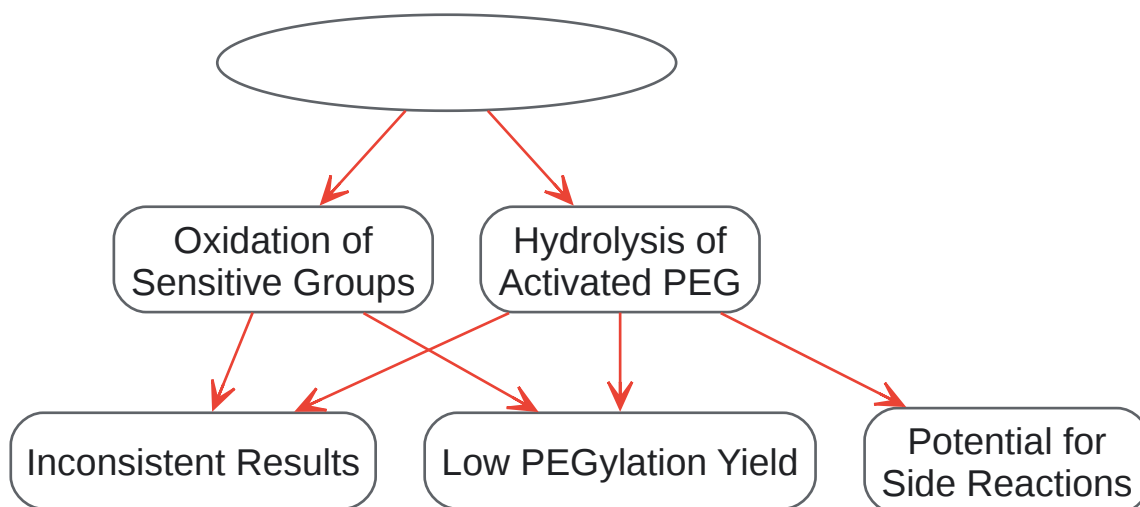 Oxidation of
Sensitive Groups
Hydrolysis of
Activated PEG
Inconsistent Results
Low PEGylation Yield
Potential for
Side Reactions